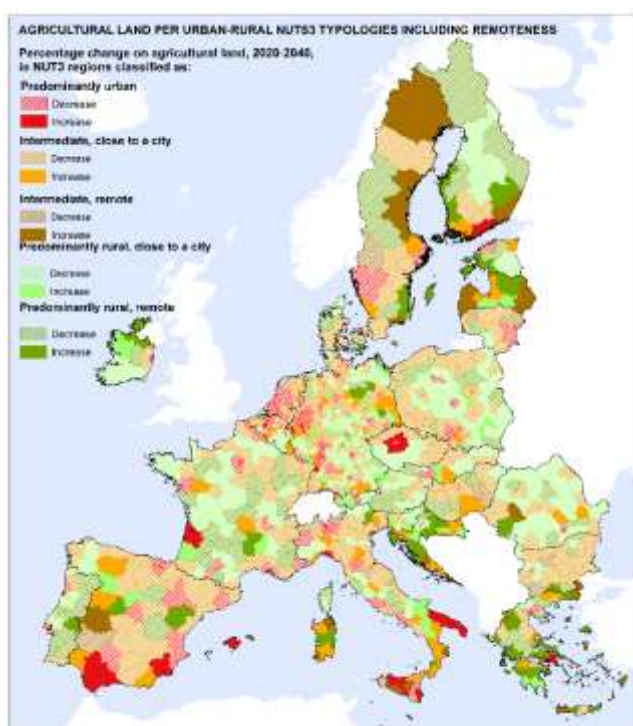 AGRICULTURAL LAND PER URBAN-RURAL NUTS3 TYPOLOGIES INCLUDING REMOTENESS
Percentage change on agricultural land, 2020-2040,
in NUT3 regions classified as:
Predominantly urban
Decrease
Increase
Intermediate, close to a city
Decrease
Increase
Intermediate, remote
Decrease
Increase
Predominantly rural, close to a city
Decrease
Increase
Predominantly rural, remote
Decrease
Increase